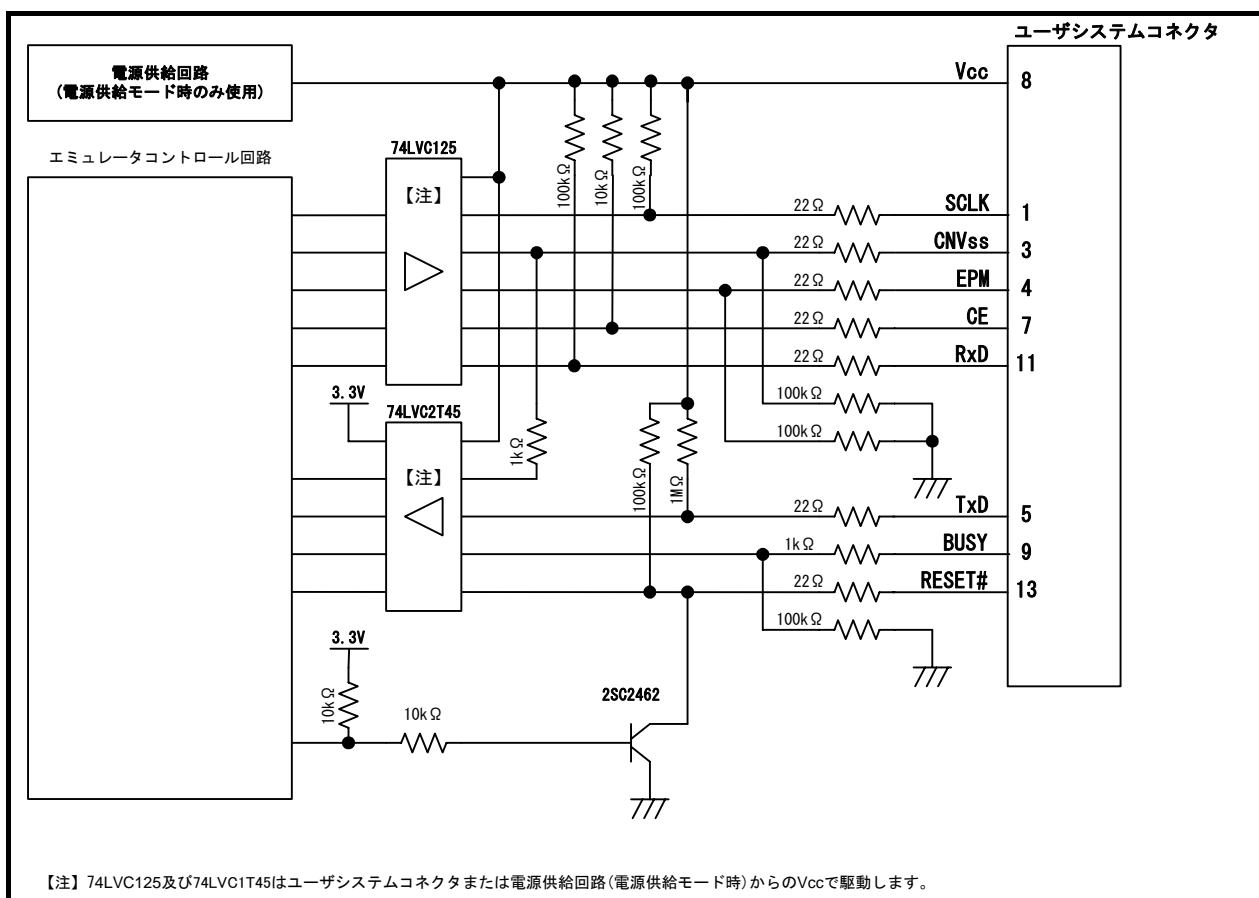 ユーザシステムコネクタ
電源供給回路
(電源供給モード時のみ使用)
Vcc
8
エミュレータコントロール回路
74LVC125
【注】
100kΩ
10kΩ
100kΩ
22Ω
SCLK
1
22Ω
CNVss
3
22Ω
EPM
4
22Ω
CE
7
22Ω
RxD
11
3.3V
100kΩ
74LVC2T45
100kΩ
【注】
1kΩ
100kΩ
1MΩ
22Ω
TxD
5
1kΩ
BUSY
9
22Ω
RESET#
13
100kΩ
3.3V
10kΩ
10kΩ
2SC2462
【注】74LVC125及び74LVC1T45はユーザシステムコネクタまたは電源供給回路(電源供給モード時)からのVccで駆動します。